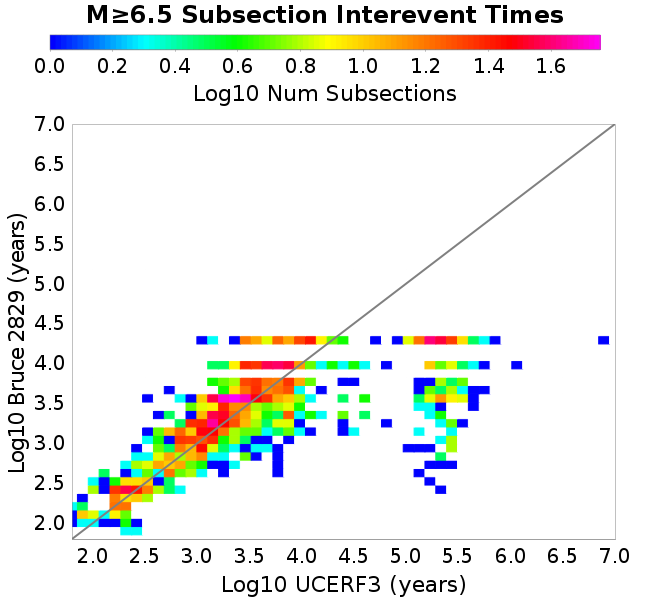 M≥6.5 Subsection Interevent Times
0.0 0.2 0.4 0.6 0.8 1.0 1.2 1.4 1.6
Log10 Num Subsections
7.0
6.5
6.0
5.5
5.0
4.5
4.0
3.5
3.0
2.5
2.0
Log10 Bruce 2829 (years)
2.0 2.5 3.0 3.5 4.0 4.5 5.0 5.5 6.0 6.5 7.0
Log10 UCERF3 (years)